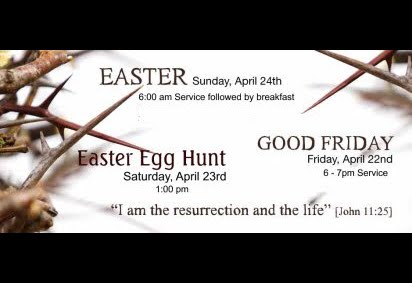 EASTER Sunday, April 24th
6:00 am Service followed by breakfast
GOOD FRIDAY
Friday, April 22nd
6 - 7pm Service
Easter Egg Hunt
Saturday, April 23rd
1:00 pm
“I am the resurrection and the life” [John 11:25]